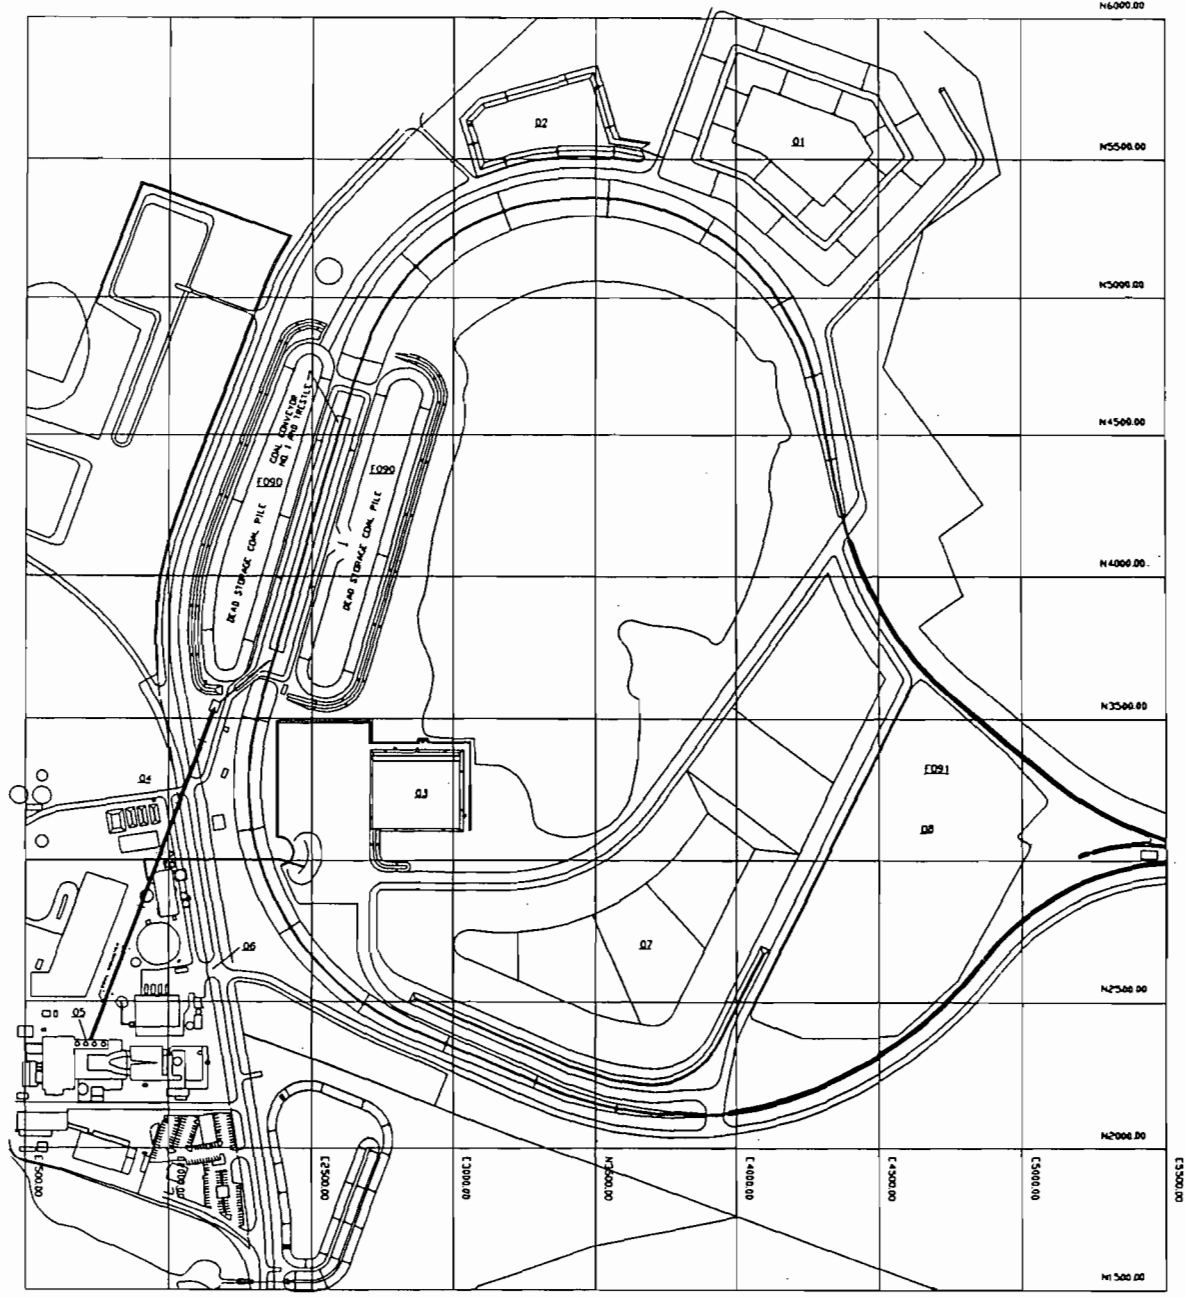 N6000.00
02
01
N5500.00
N5000.00
COAL CONVEYOR
NO. 1 AND TRESTLE
N4500.00
F090
F090
DEAD STORAGE COAL PILE
DEAD STORAGE COAL PILE
N4000.00
N3500.00
04
03
F091
08
06
07
N2500.00
05
N2000.00
E2500.00
E3000.00
E4000.00
E4500.00
E5000.00
E5500.00
N1500.00